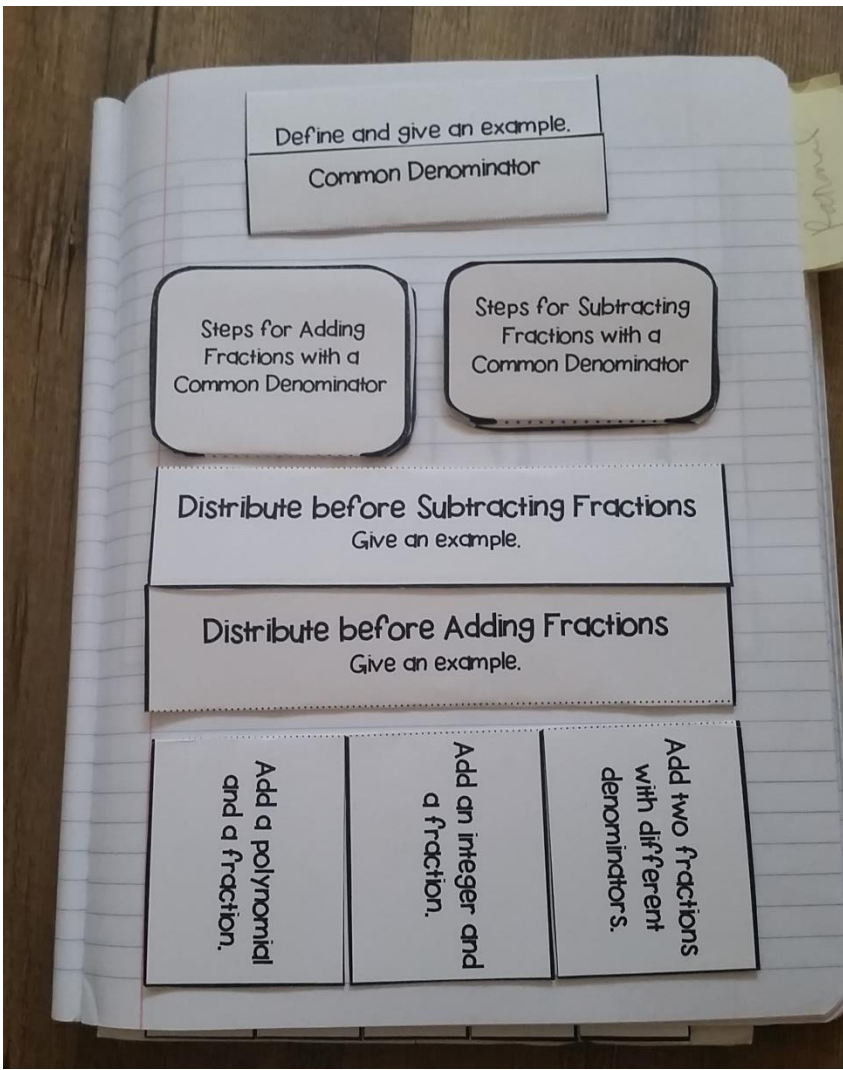 Define and give an example.
Common Denominator
Steps for Adding
Fractions with a
Common Denominator
Steps for Subtracting
Fractions with a
Common Denominator
Distribute before Subtracting Fractions
Give an example.
Distribute before Adding Fractions
Give an example.
Add a polynomial
and a fraction.
Add an integer and
a fraction.
Add two fractions
with different
denominators.